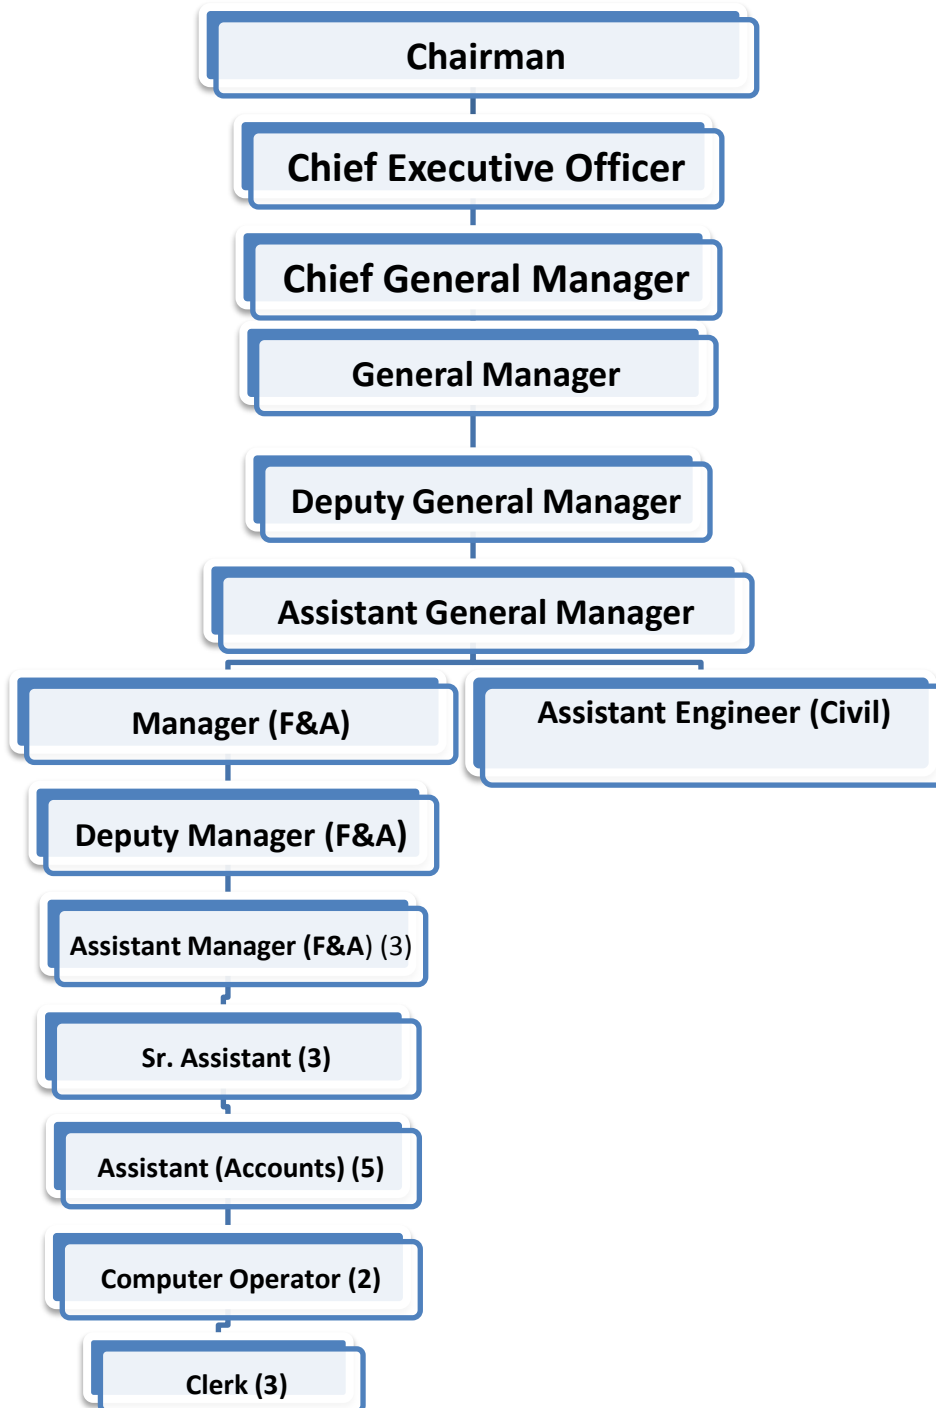 Chairman
Chief Executive Officer
Chief General Manager
General Manager
Deputy General Manager
Assistant General Manager
Manager (F&A)
Assistant Engineer (Civil)
Deputy Manager (F&A)
Assistant Manager (F&A) (3)
Sr. Assistant (3)
Assistant (Accounts) (5)
Computer Operator (2)
Clerk (3)